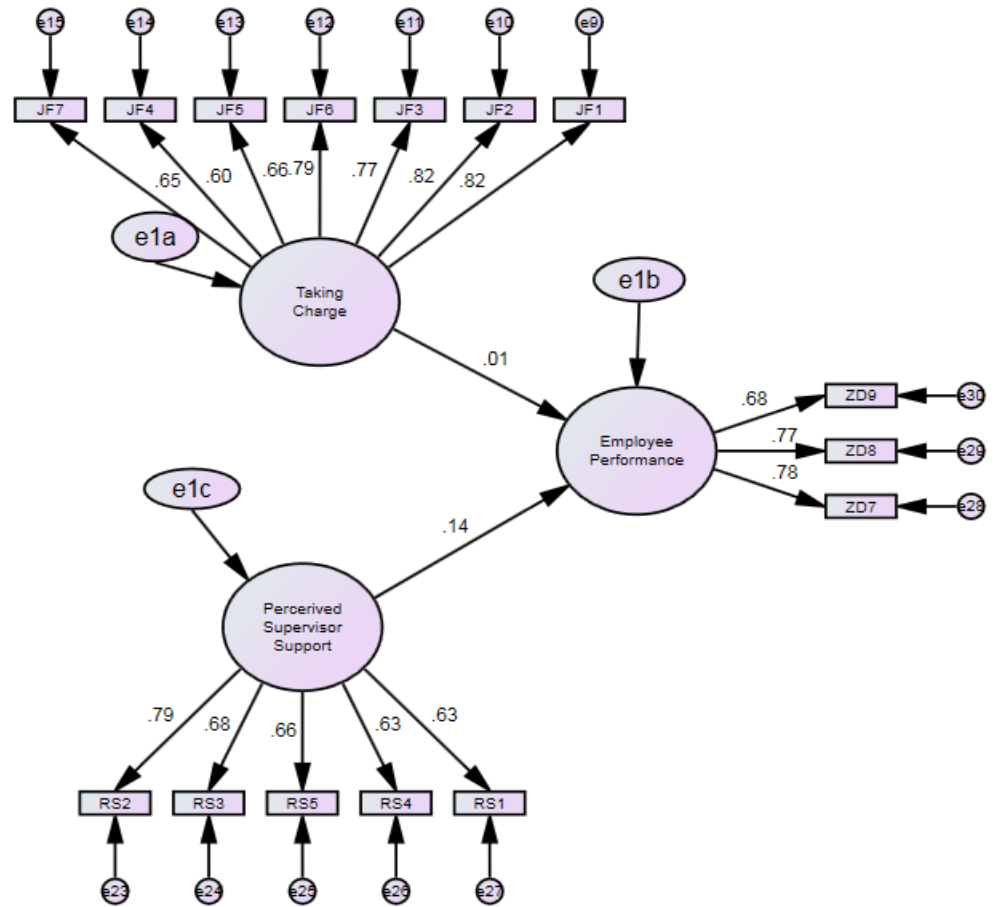 e15 e14 e13 e12 e11 e10 e9
JF7 JF4 JF5 JF6 JF3 JF2 JF1
.65 .60 .66 .79 .77 .82 .82
e1a
Taking
Charge
e1b
.01
.68 ZD9 e30
Employee
Performance
.77 ZD8 e29
.78 ZD7 e28
e1c
.14
Percerived
Supervisor
Support
.79 .68 .66 .63 .63
RS2 RS3 RS5 RS4 RS1
e23 e24 e25 e26 e27